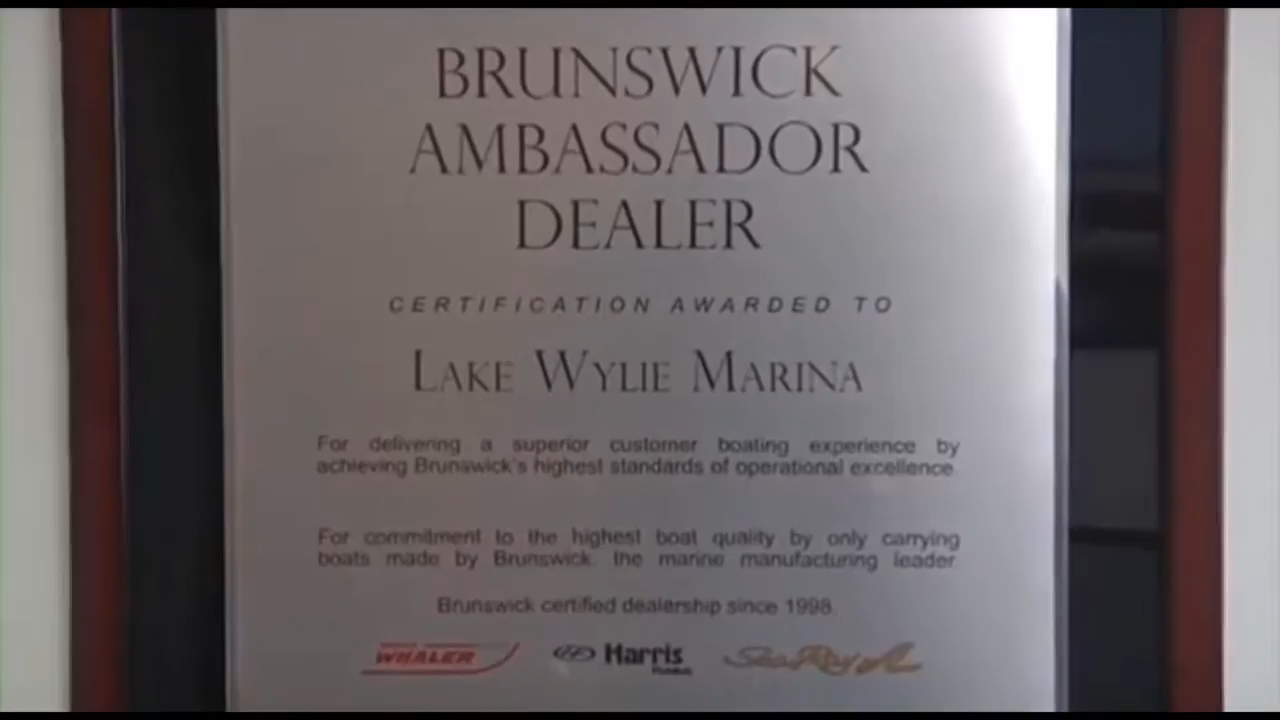 BRUNSWICK
AMBASSADOR
DEALER
CERTIFICATION AWARDED TO
LAKE WYLIE MARINA
For delivering a superior customer boating experience by
achieving Brunswick's highest standards of operational excellence.
For commitment to the highest boat quality by only carrying
boats made by Brunswick, the marine manufacturing leader.
Brunswick certified dealership since 1998.
WHALER Harris Sea Ray